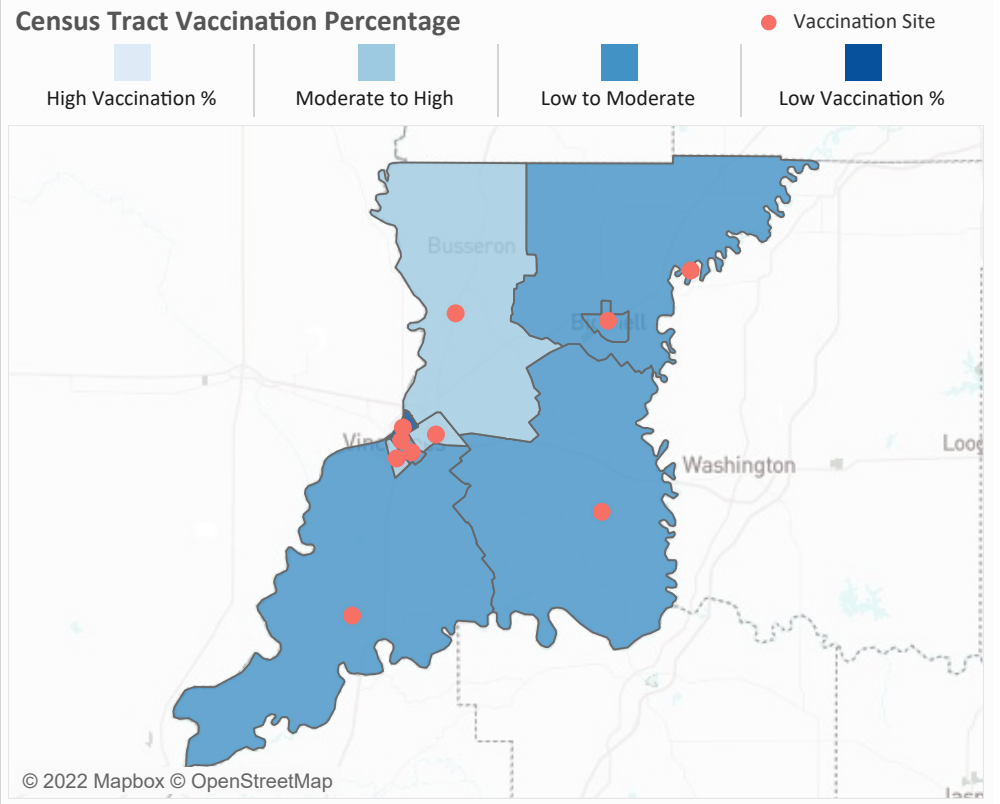 Census Tract Vaccination Percentage
Vaccination Site
High Vaccination %
Moderate to High
Low to Moderate
Low Vaccination %
Busseron
Washington
© 2022 Mapbox © OpenStreetMap